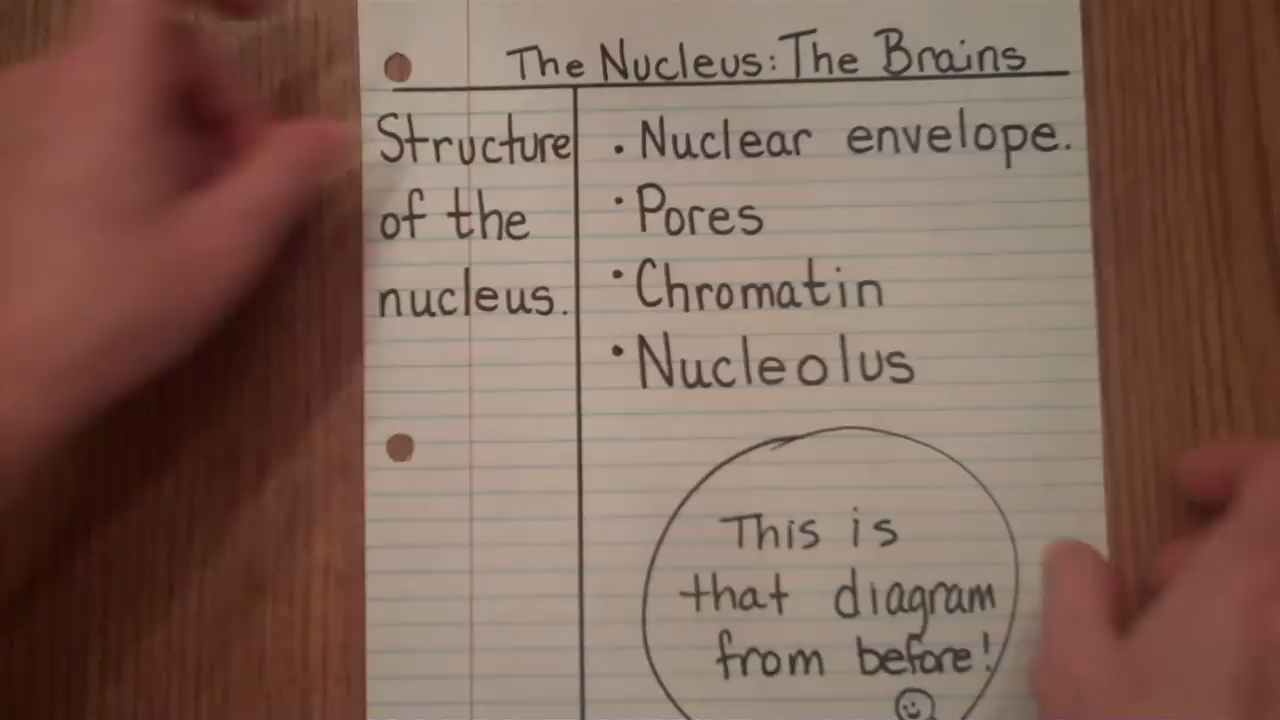 The Nucleus: The Brains
Structure
of the
nucleus.
• Nuclear envelope.
• Pores
• Chromatin
• Nucleolus
This is
that diagram
from before!